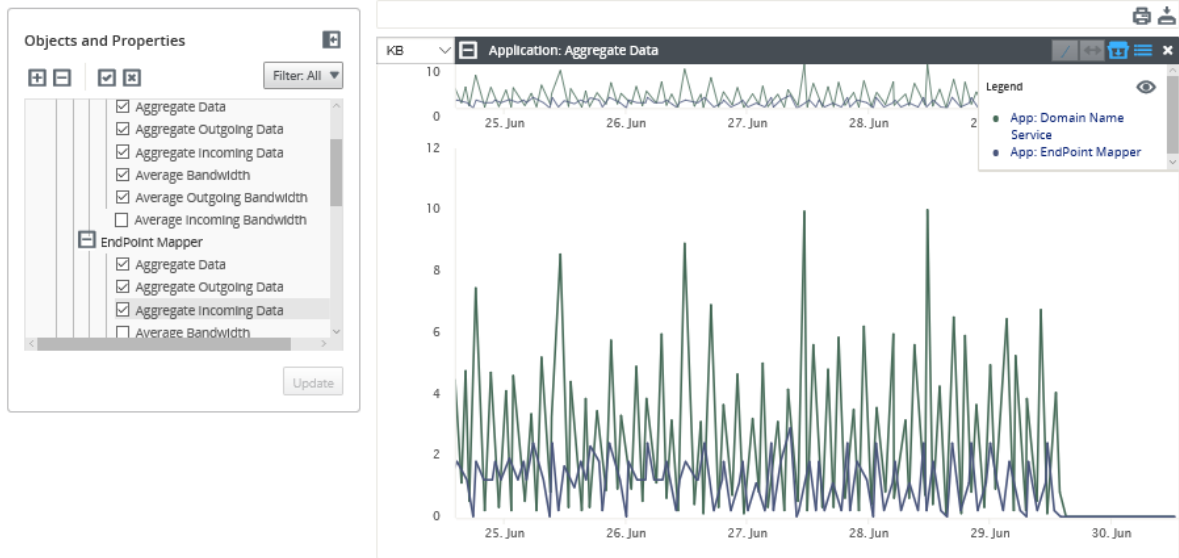 Objects and Properties
Filter: All
Aggregate Data
Aggregate Outgoing Data
Aggregate Incoming Data
Average Bandwidth
Average Outgoing Bandwidth
Average Incoming Bandwidth
EndPoint Mapper
Aggregate Data
Aggregate Outgoing Data
Aggregate Incoming Data
Average Bandwidth
Update
KB
Application: Aggregate Data
10
0
25. Jun
26. Jun
27. Jun
28. Jun
2
Legend
App: Domain Name
Service
App: EndPoint Mapper
12
10
8
6
4
2
0
25. Jun
26. Jun
27. Jun
28. Jun
29. Jun
30. Jun